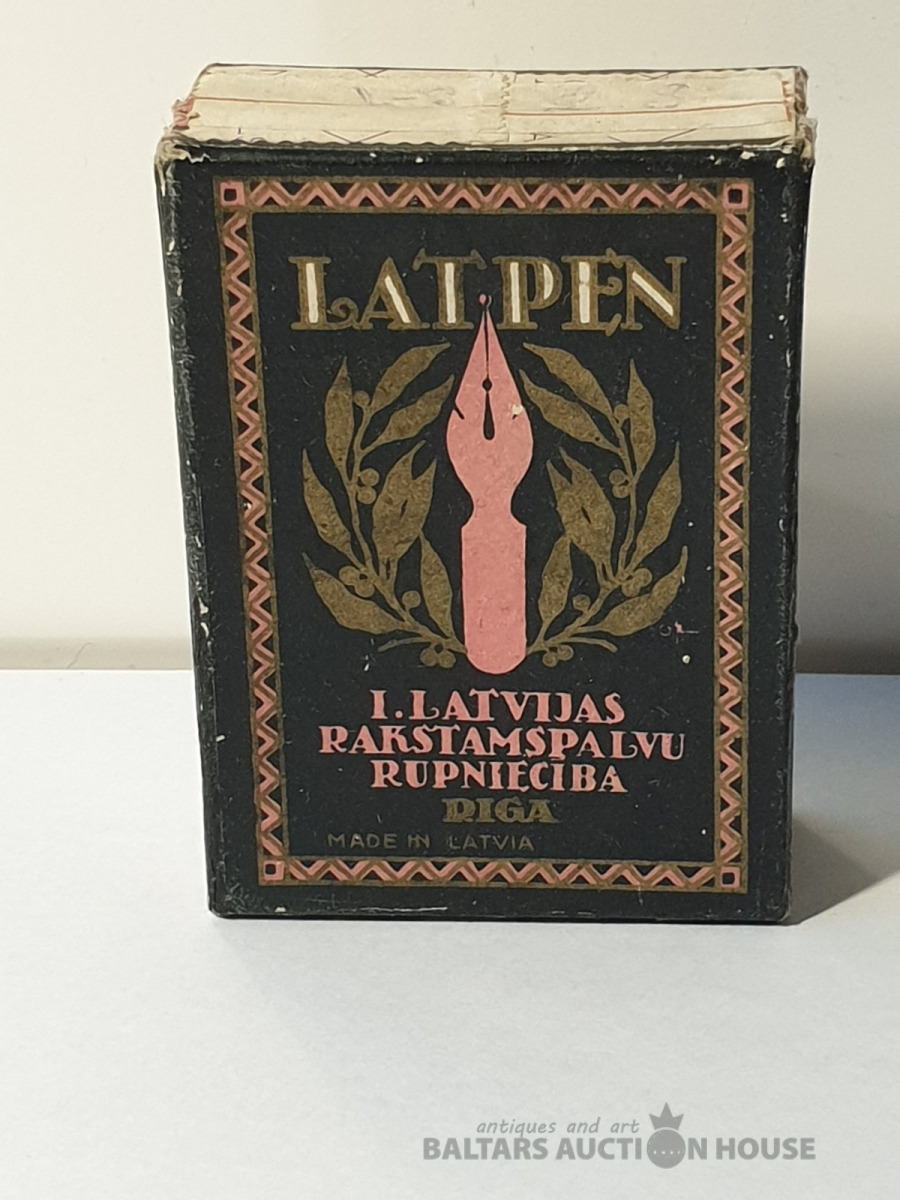 LATPEN
I. LATVIJAS
RAKSTAMSPALVU
RUPNIECIBA
RIGA
MADE IN LATVIA
antiques and art
BALTARS AUCTION HOUSE